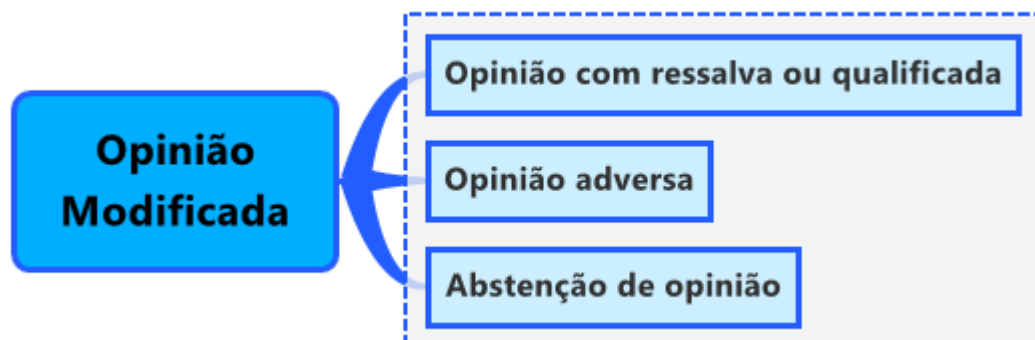 Opinião
Modificada
Opinião com ressalva ou qualificada
Opinião adversa
Abstenção de opinião